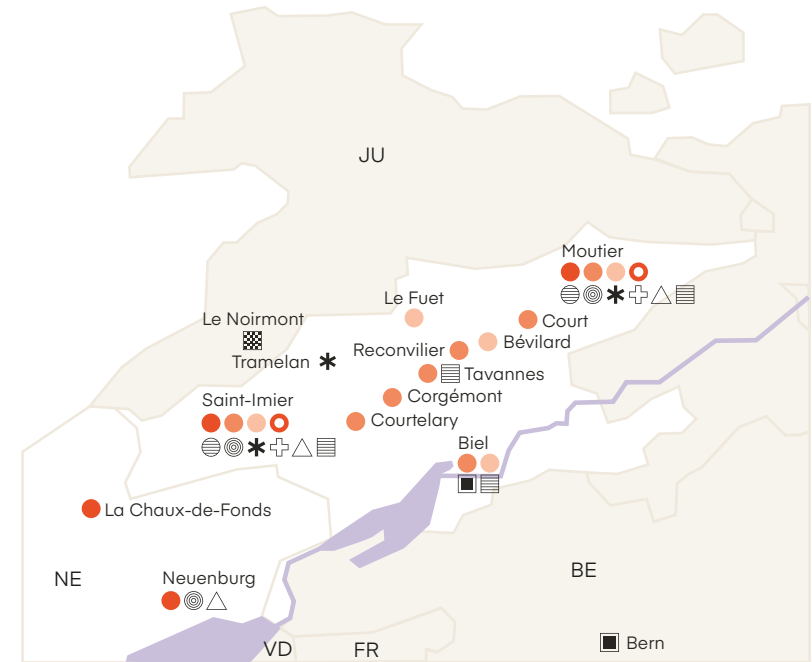 JU
Moutier
Le Fuet
Le Noirmont
Court
Bévilard
Reconvilier
Tramelan
Tavannes
Corgémont
Saint-Imier
Courtelary
Biel
La Chaux-de-Fonds
BE
NE
Neuenburg
Bern
VD
FR